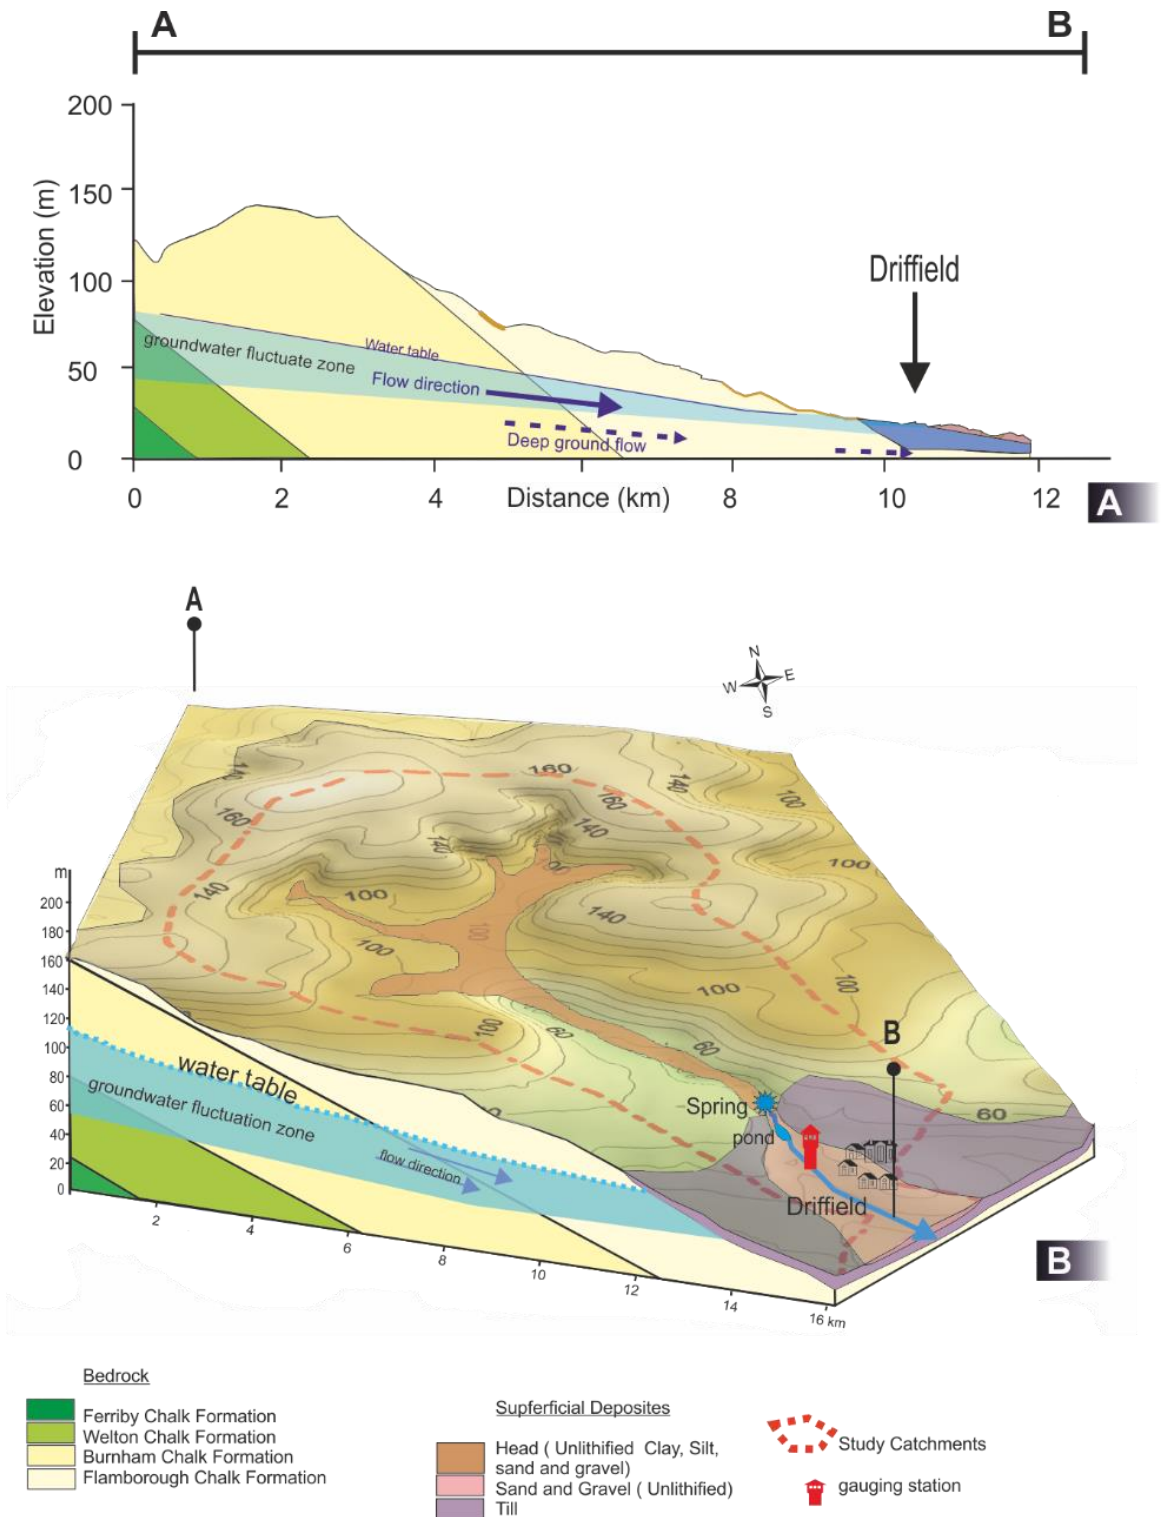 A
B
200
150
100
50
0
Elevation (m)
Driffield
groundwater fluctuate zone
Water table
Flow direction
Deep ground flow
0
2
4
Distance (km)
8
10
12
A
A
N
W
E
S
160
140
140
160
100
160
140
140
100
140
100
140
100
100
100
100
100
60
60
60
m
200
180
160
140
120
100
80
60
40
20
0
water table
groundwater fluctuation zone
flow direction
B
Spring
pond
Driffield
2
4
6
8
10
12
14
16 km
B
Bedrock
Ferriby Chalk Formation
Welton Chalk Formation
Burnham Chalk Formation
Flamborough Chalk Formation
Supferficial Deposites
Head ( Unlithified Clay, Silt,
sand and gravel)
Sand and Gravel ( Unlithified)
Till
Study Catchments
gauging station